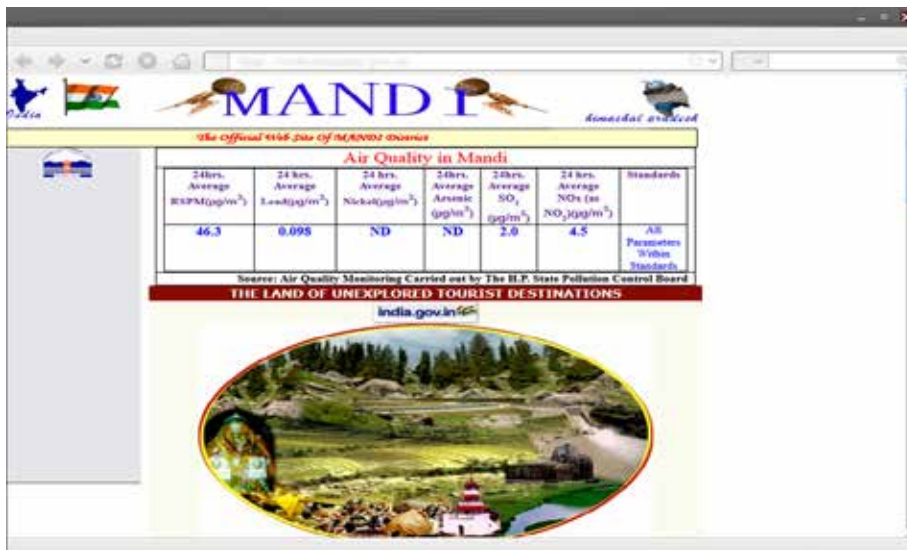 MANDI
India
himachal pradesh
The Official Web Site Of MANDI District
Air Quality in Mandi
24hrs. Average RSPM(µg/m³)
24 hrs. Average Lead(µg/m³)
24 hrs. Average Nickel(µg/m³)
24hrs. Average Arsenic (µg/m³)
24hrs. Average SO₂ (µg/m³)
24 hrs. Average NOx (as NO₂)(µg/m³)
Standards
46.3
0.098
ND
ND
2.0
4.5
All Parameters Within Standards
Source: Air Quality Monitoring Carried out by The H.P. State Pollution Control Board
THE LAND OF UNEXPLORED TOURIST DESTINATIONS
india.gov.in